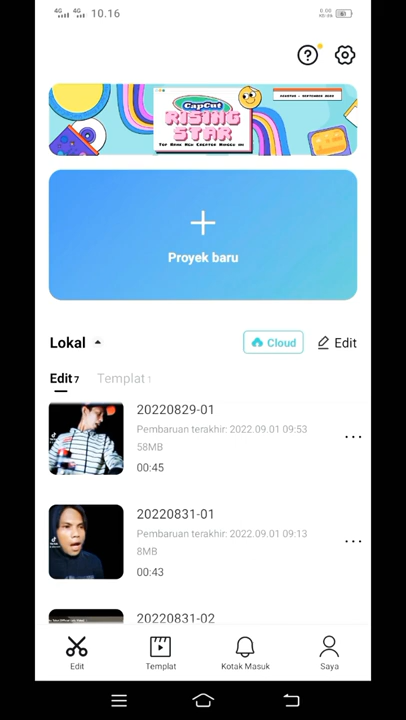 4G 4G 10.16
CapCut
RISING
STAR
Proyek baru
Lokal
Cloud
Edit
Edit 7
Templat 1
20220829-01
Pembaruan terakhir: 2022.09.01 09:53
58MB
00:45
20220831-01
Pembaruan terakhir: 2022.09.01 09:13
8MB
00:43
20220831-02
Edit
Templat
Kotak Masuk
Saya